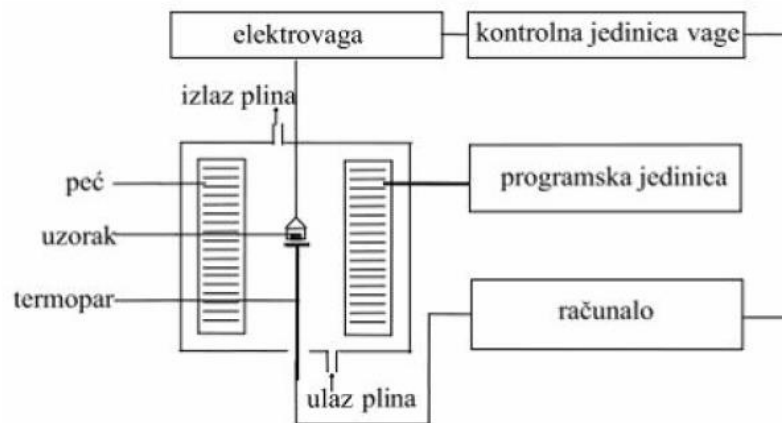 elektrovaga
kontrolna jedinica vage
izlaz plina
peć
programska jedinica
uzorak
termopar
računalo
ulaz plina